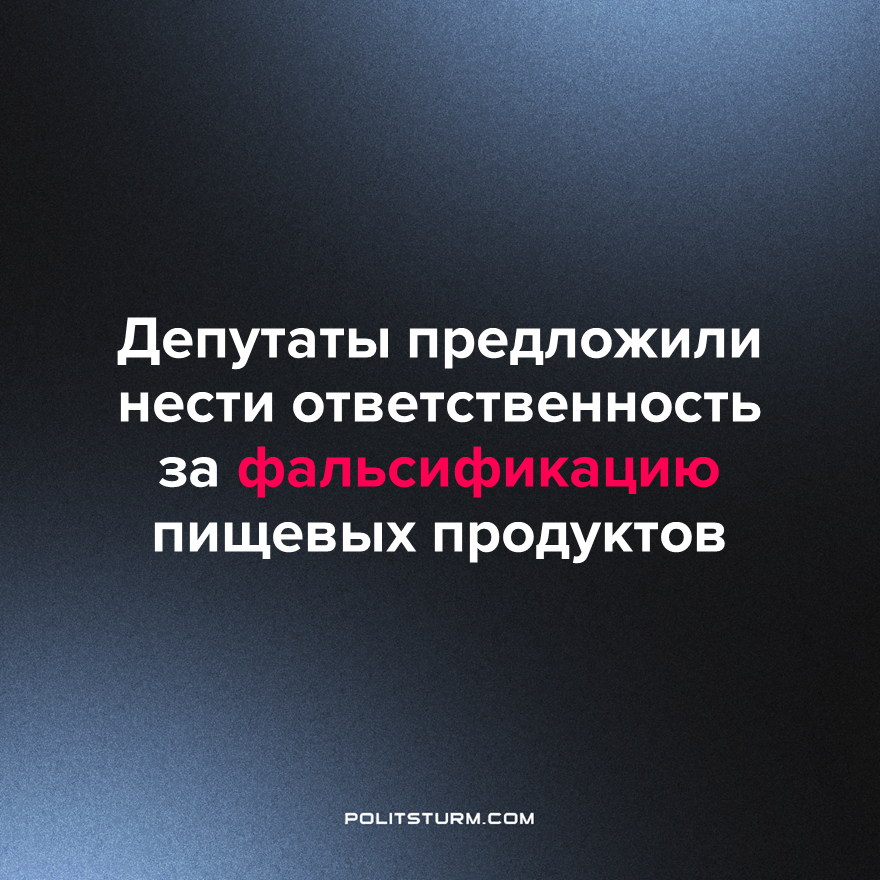 Депутаты предложили
нести ответственность
за фальсификацию
пищевых продуктов
POLITSTURM.COM